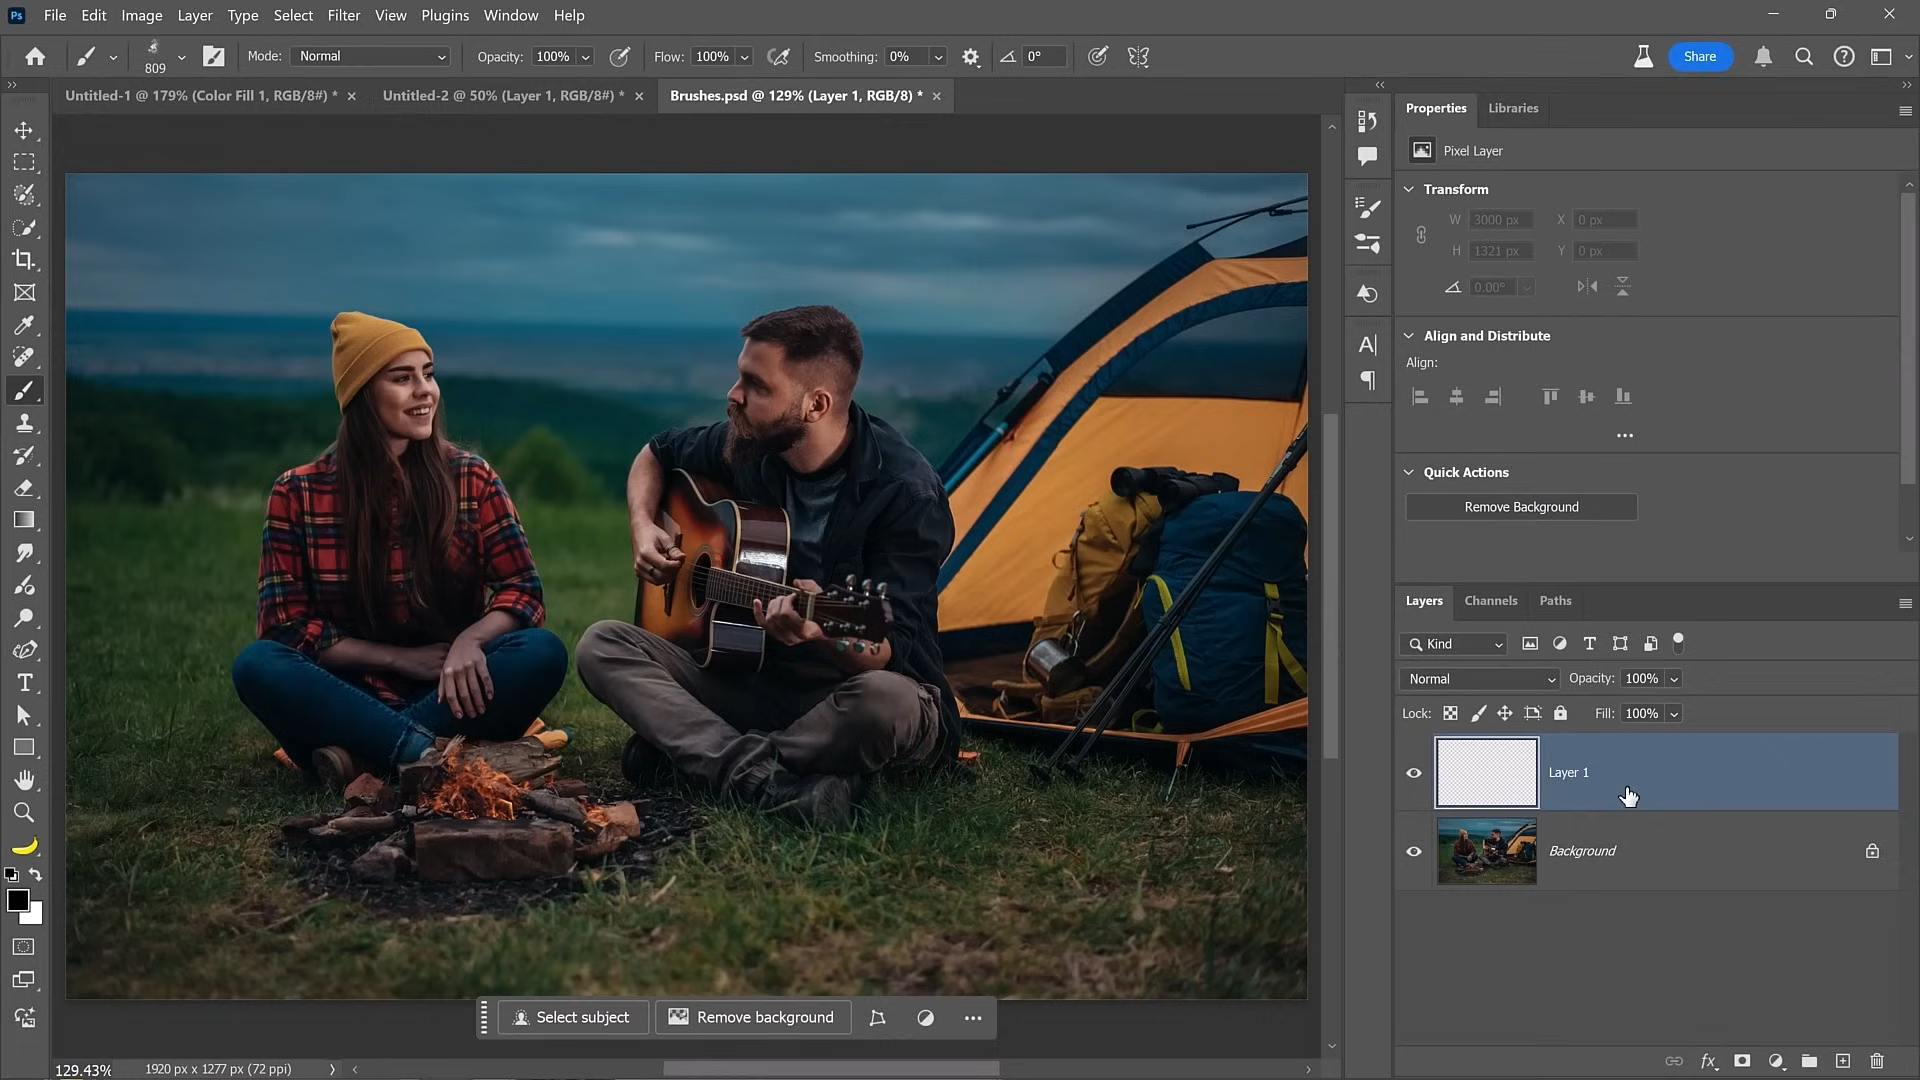 Ps File Edit Image Layer Type Select Filter View Plugins Window Help
809 Mode: Normal Opacity: 100% Flow: 100% Smoothing: 0% 0° Share
Untitled-1 @ 179% (Color Fill 1, RGB/8#) * Untitled-2 @ 50% (Layer 1, RGB/8#) * Brushes.psd @ 129% (Layer 1, RGB/8) *
Properties Libraries
Pixel Layer
Transform
W 3000 px X 0 px
H 1321 px Y 0 px
0.00°
Align and Distribute
Align:
Quick Actions
Remove Background
Layers Channels Paths
Kind
Normal Opacity: 100%
Lock: Fill: 100%
Layer 1
Background
Select subject Remove background
129.43% 1920 px x 1277 px (72 ppi)